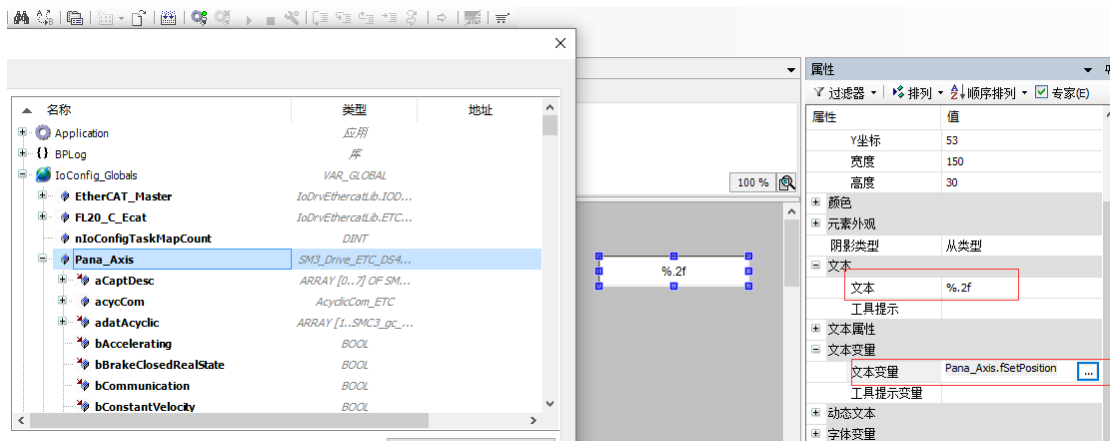 属性
过滤器
排列
顺序排列
专家(E)
名称
类型
地址
属性
值
Application
应用
Y坐标
53
BPLog
库
宽度
150
IoConfig_Globals
VAR_GLOBAL
100 %
高度
30
EtherCAT_Master
IoDrvEthercatLib.IOD...
颜色
FL20_C_Ecat
IoDrvEthercatLib.ETC...
元素外观
nIoConfigTaskMapCount
DINT
阴影类型
从类型
Pana_Axis
SM3_Drive_ETC_DS4...
%.2f
文本
aCaptDesc
ARRAY [0..7] OF SM...
文本
%.2f
acycCom
AcyclicCom_ETC
工具提示
adatAcyclic
ARRAY [1..SMC3_gc_...
文本属性
bAccelerating
BOOL
文本变量
bBrakeClosedRealState
BOOL
文本变量
Pana_Axis.fSetPosition
...
bCommunication
BOOL
工具提示变量
bConstantVelocity
BOOL
动态文本
字体变量